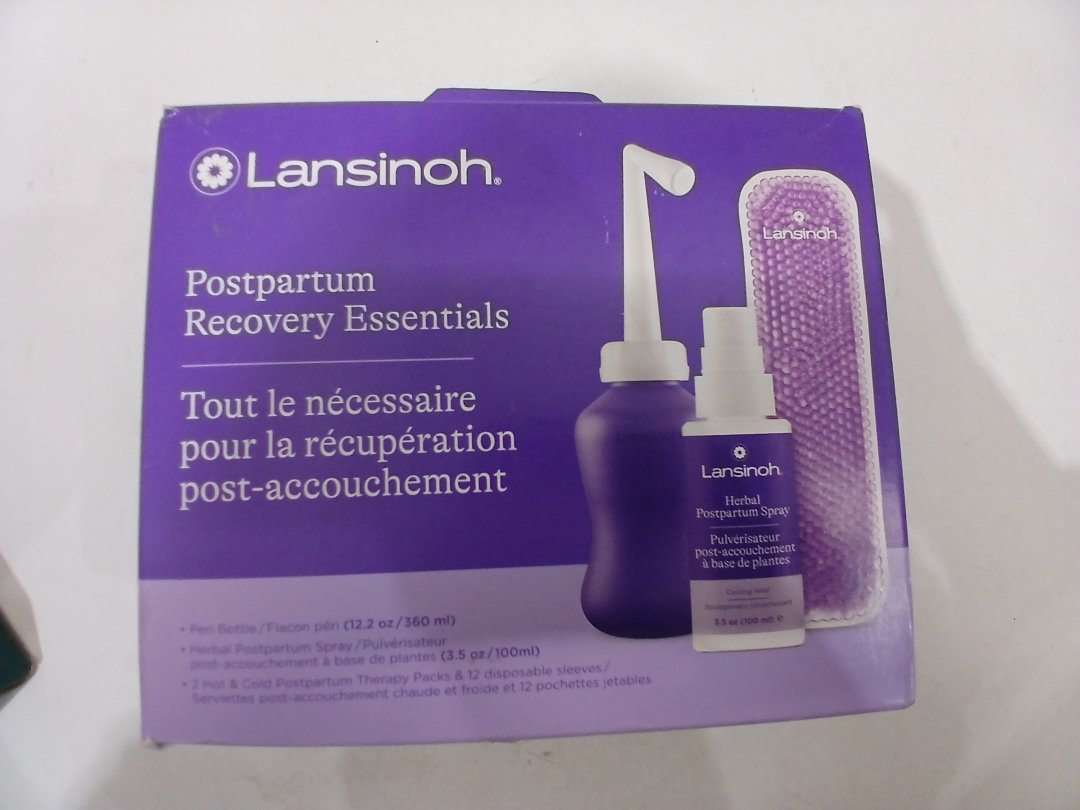 Lansinoh®
Postpartum
Recovery Essentials
Tout le nécessaire
pour la récupération
post-accouchement
Lansinoh
Lansinoh
Herbal
Postpartum Spray
Pulvérisateur
post-accouchement
à base de plantes
Cooling relief
3.5 oz (100 ml) e
• Peri Bottle/Flacon péri (12.2 oz/360 ml)
• Herbal Postpartum Spray/Pulvérisateur
post-accouchement à base de plantes (3.5 oz/100ml)
• 2 Hot & Cold Postpartum Therapy Packs & 12 disposable sleeves/
Serviettes post-accouchement chaude et froide et 12 pochettes jetables